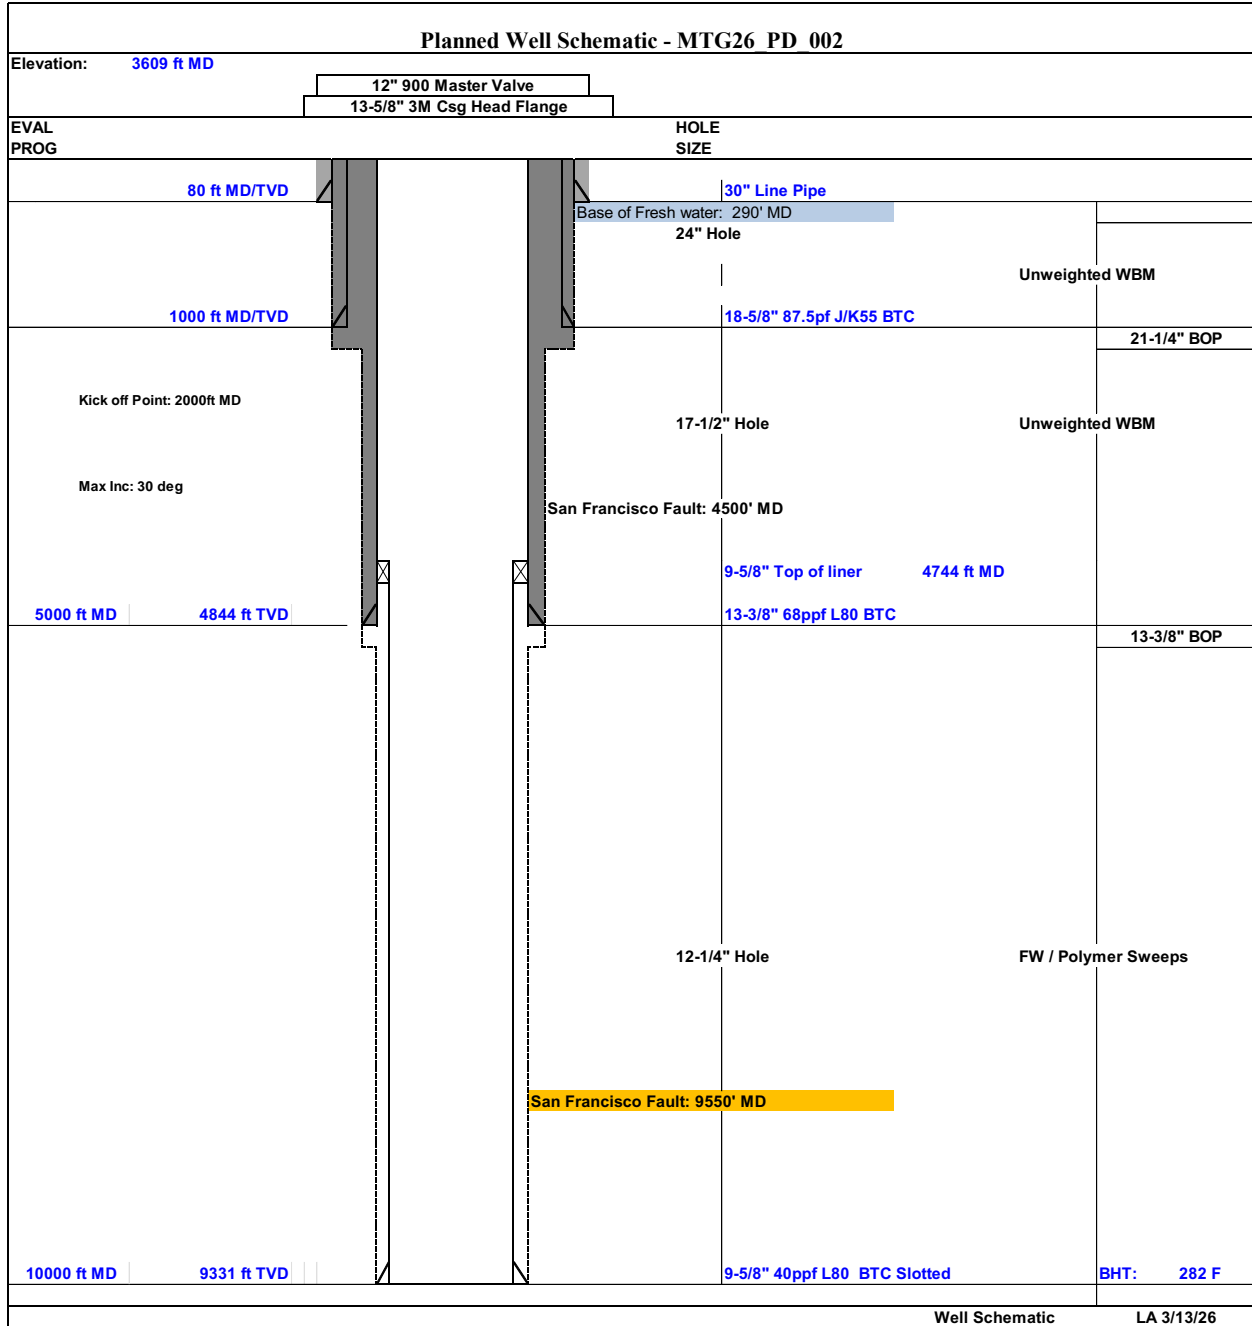 Planned Well Schematic - MTG26_PD_002
Elevation: 3609 ft MD
12" 900 Master Valve
13-5/8" 3M Csg Head Flange
EVAL HOLE
PROG SIZE
80 ft MD/TVD 30" Line Pipe
Base of Fresh water: 290' MD
24" Hole
Unweighted WBM
1000 ft MD/TVD 18-5/8" 87.5pf J/K55 BTC
21-1/4" BOP
Kick off Point: 2000ft MD
17-1/2" Hole Unweighted WBM
Max Inc: 30 deg
San Francisco Fault: 4500' MD
9-5/8" Top of liner 4744 ft MD
5000 ft MD 4844 ft TVD 13-3/8" 68ppf L80 BTC
13-3/8" BOP
12-1/4" Hole FW / Polymer Sweeps
San Francisco Fault: 9550' MD
10000 ft MD 9331 ft TVD 9-5/8" 40ppf L80 BTC Slotted BHT: 282 F
Well Schematic LA 3/13/26